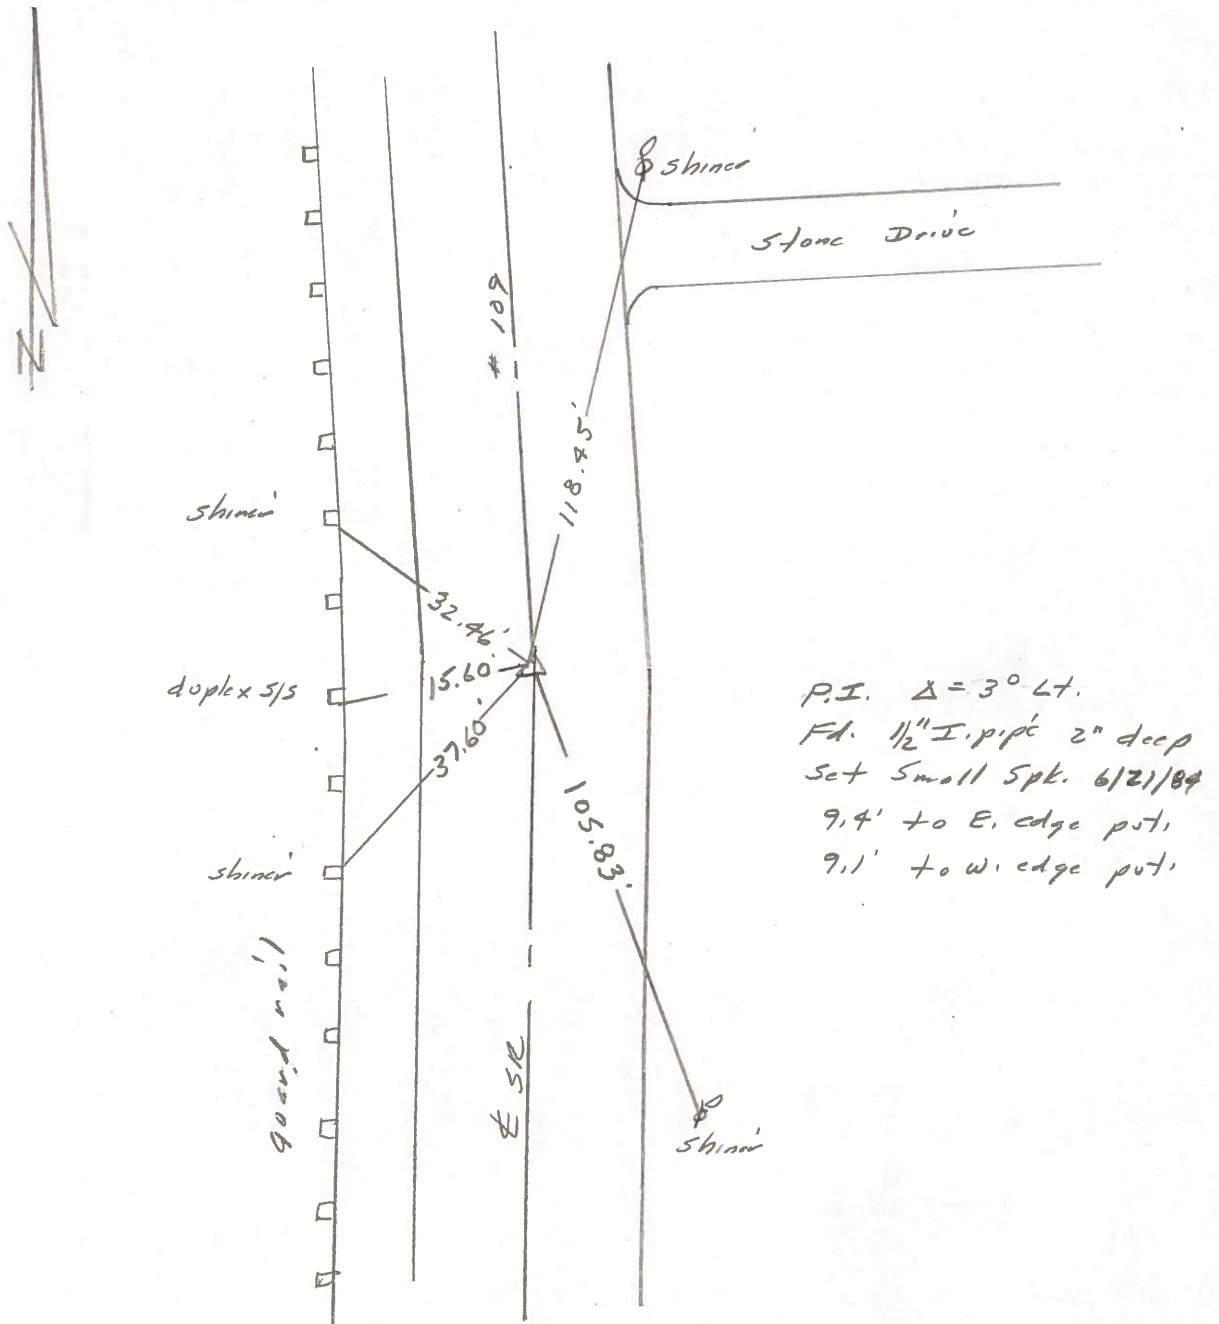 shiner
Stone Drive
# 109
118.45'
shiner
32.46'
15.60'
duplex s/s
37.60'
P.I. Δ = 3° Lt.
Fd. 1/2" I. pipe 2" deep
Set Small Spk. 6/21/84
9.4' to E. edge pvt.
9.1' to W. edge pvt.
105.83'
shiner
guard rail
℄ SR
shiner
N